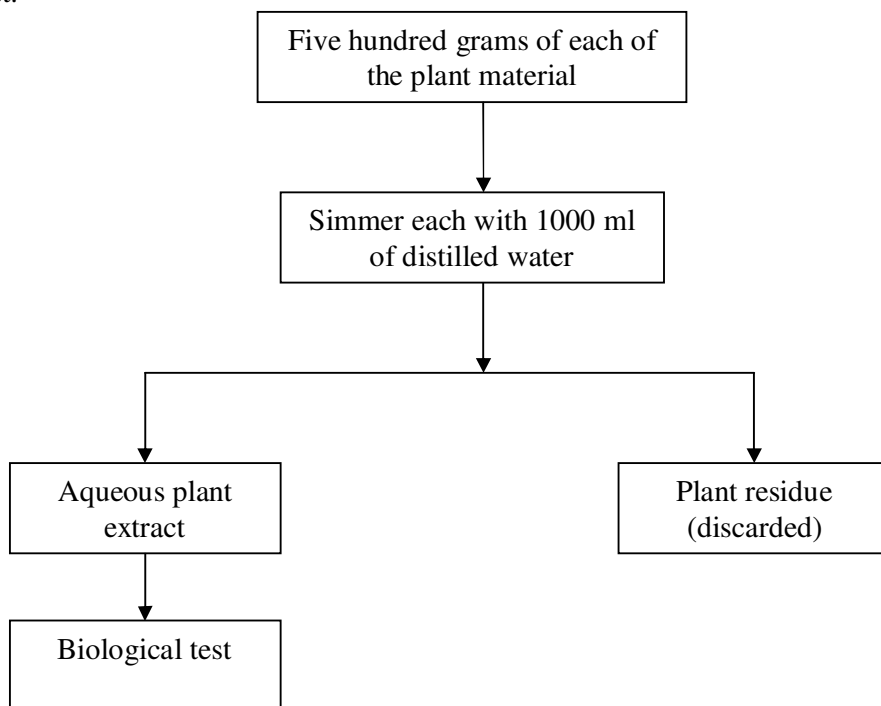 Five hundred grams of each of
the plant material
Simmer each with 1000 ml
of distilled water
Aqueous plant
extract
Plant residue
(discarded)
Biological test